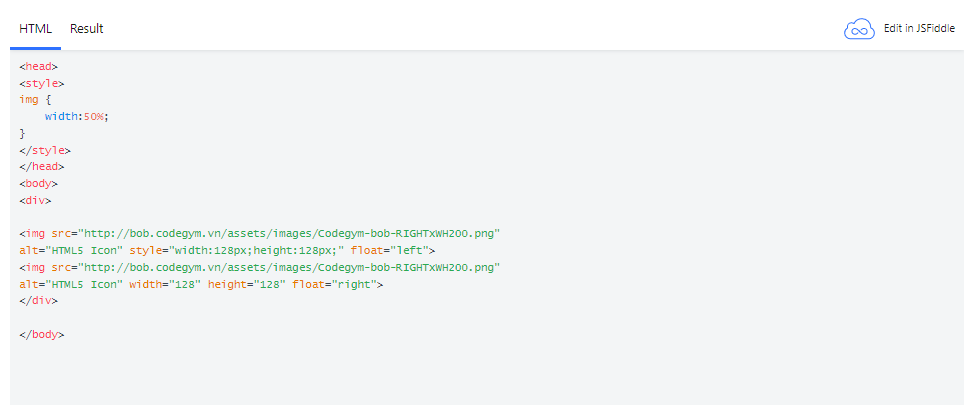 HTML Result Edit in JSFiddle
<head>
<style>
img {
    width:50%;
}
</style>
</head>
<body>
<div>

<img src="http://bob.codegym.vn/assets/images/Codegym-bob-RIGHTxWH200.png"
alt="HTML5 Icon" style="width:128px;height:128px;" float="left">
<img src="http://bob.codegym.vn/assets/images/Codegym-bob-RIGHTxWH200.png"
alt="HTML5 Icon" width="128" height="128" float="right">
</div>

</body>